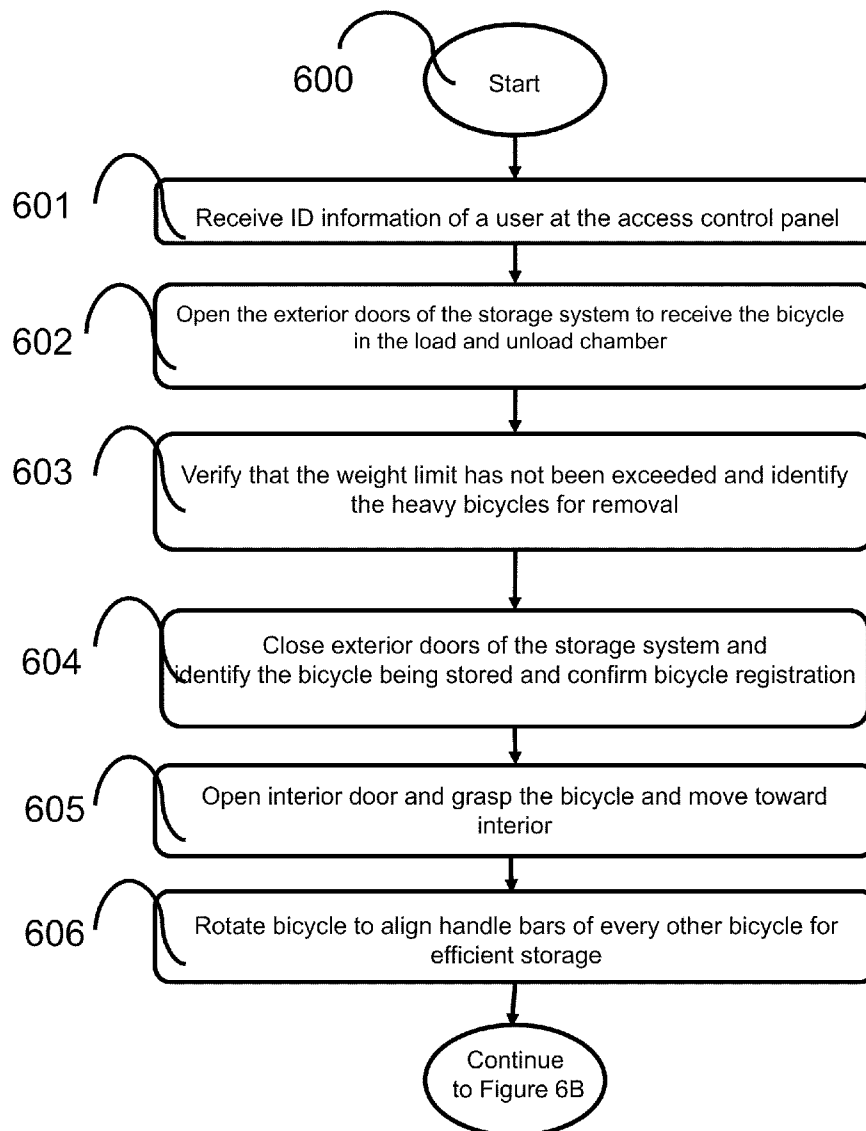 600
Start
601
Receive ID information of a user at the access control panel
602
Open the exterior doors of the storage system to receive the bicycle
in the load and unload chamber
603
Verify that the weight limit has not been exceeded and identify
the heavy bicycles for removal
604
Close exterior doors of the storage system and
identify the bicycle being stored and confirm bicycle registration
605
Open interior door and grasp the bicycle and move toward
interior
606
Rotate bicycle to align handle bars of every other bicycle for
efficient storage
Continue
to Figure 6B